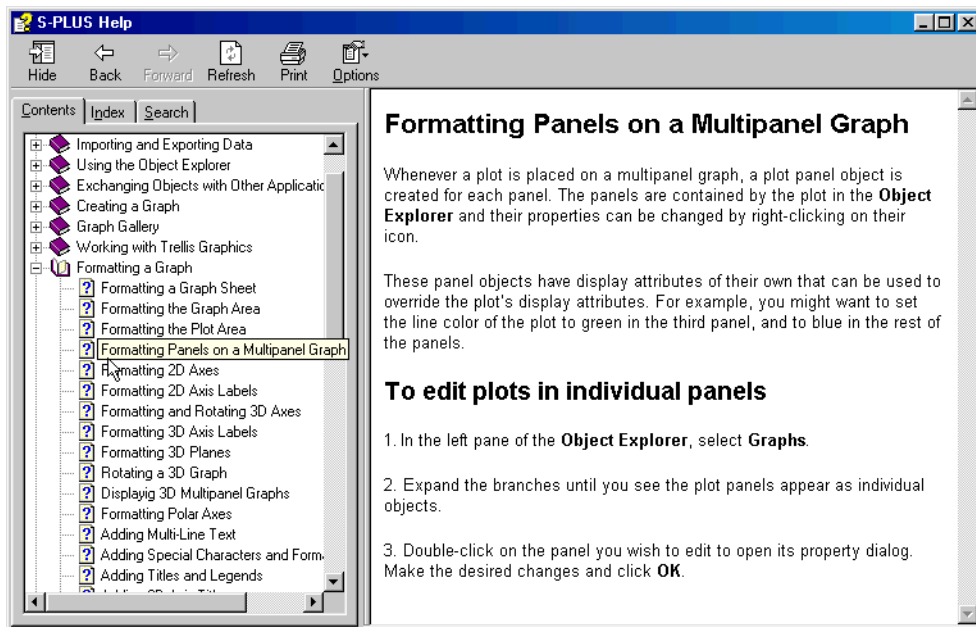 S-PLUS Help
Hide
Back
Forward
Refresh
Print
Options
Contents
Index
Search
Importing and Exporting Data
Using the Object Explorer
Exchanging Objects with Other Applicatic
Creating a Graph
Graph Gallery
Working with Trellis Graphics
Formatting a Graph
Formatting a Graph Sheet
Formatting the Graph Area
Formatting the Plot Area
Formatting Panels on a Multipanel Graph
Formatting 2D Axes
Formatting 2D Axis Labels
Formatting and Rotating 3D Axes
Formatting 3D Axis Labels
Formatting 3D Planes
Rotating a 3D Graph
Displayig 3D Multipanel Graphs
Formatting Polar Axes
Adding Multi-Line Text
Adding Special Characters and Form
Adding Titles and Legends
Formatting Panels on a Multipanel Graph
Whenever a plot is placed on a multipanel graph, a plot panel object is
created for each panel. The panels are contained by the plot in the Object
Explorer and their properties can be changed by right-clicking on their
icon.
These panel objects have display attributes of their own that can be used to
override the plot's display attributes. For example, you might want to set
the line color of the plot to green in the third panel, and to blue in the rest of
the panels.
To edit plots in individual panels
1. In the left pane of the Object Explorer, select Graphs.
2. Expand the branches until you see the plot panels appear as individual
objects.
3. Double-click on the panel you wish to edit to open its property dialog.
Make the desired changes and click OK.